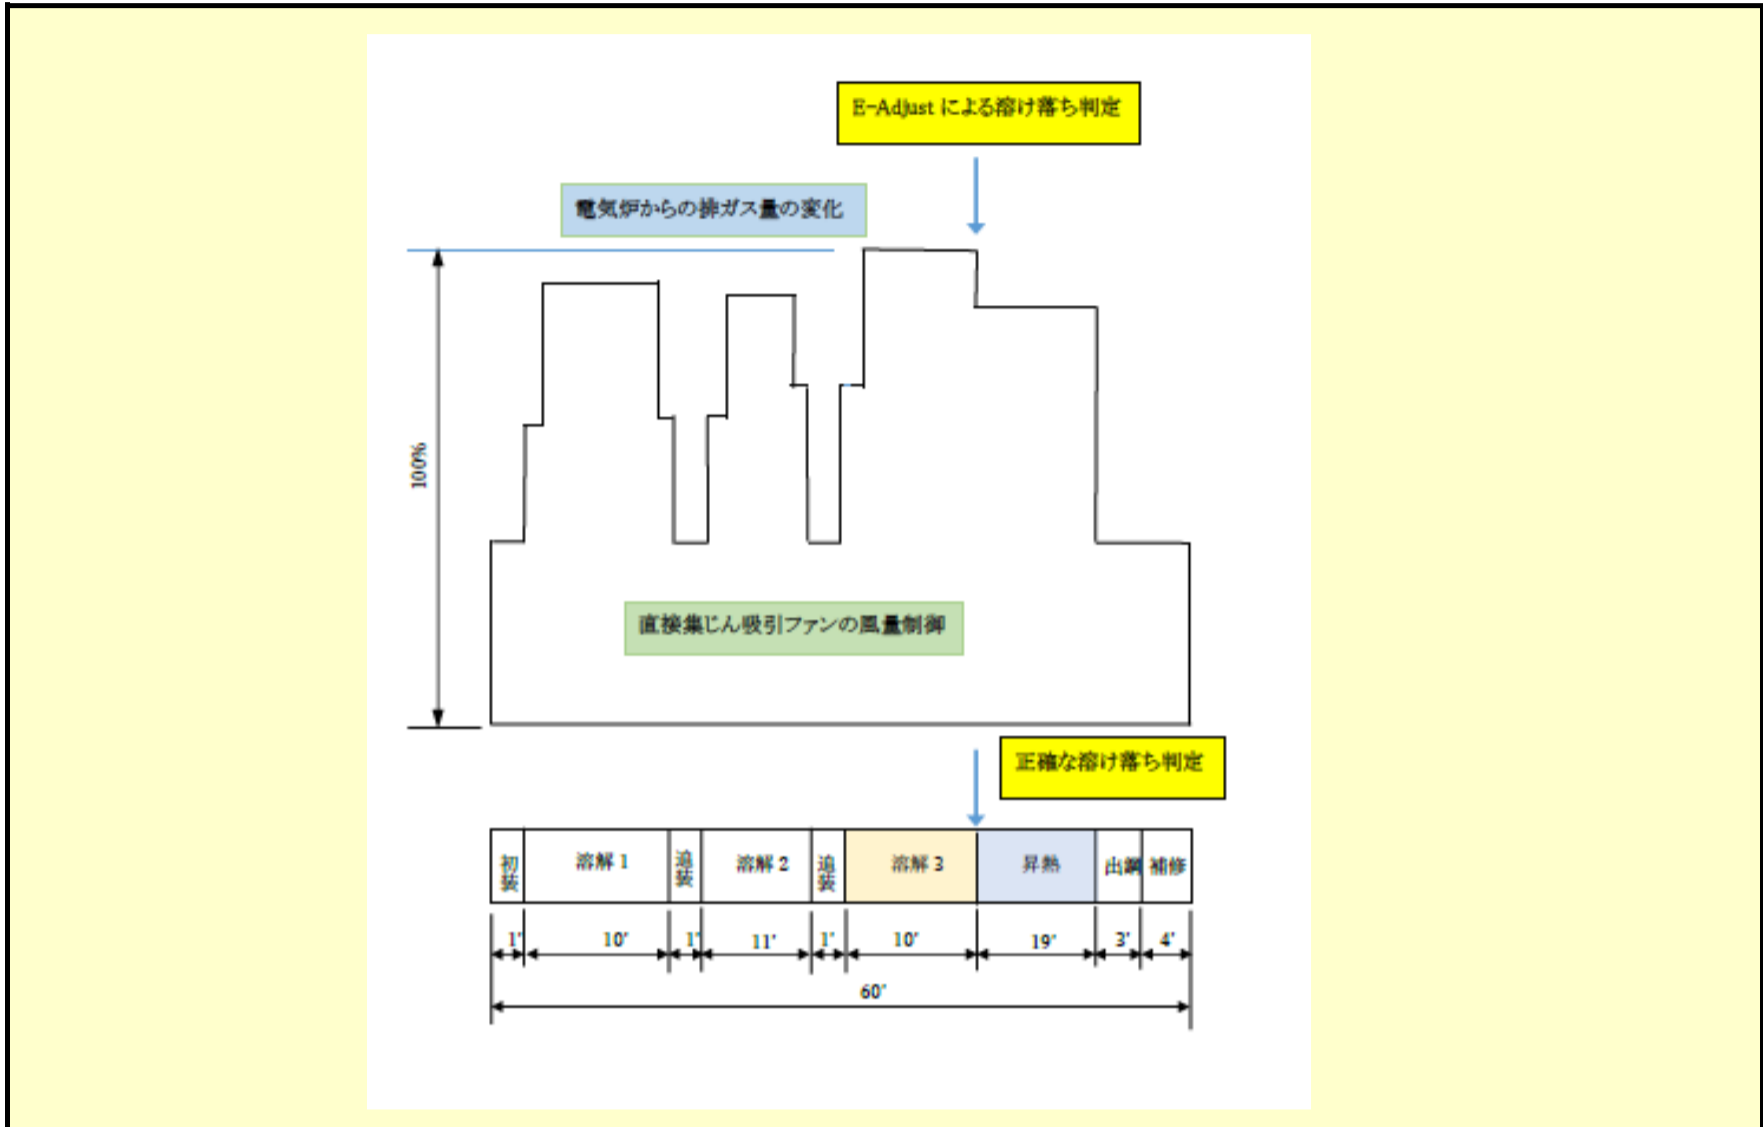 E-Adjust による溶け落ち判定
電気炉からの排ガス量の変化
100%
直接集じん吸引ファンの風量制御
正確な溶け落ち判定
初装
溶解 1
追装
溶解 2
追装
溶解 3
昇熱
出鋼
補修
1'
10'
1'
11'
1'
10'
19'
3'
4'
60'